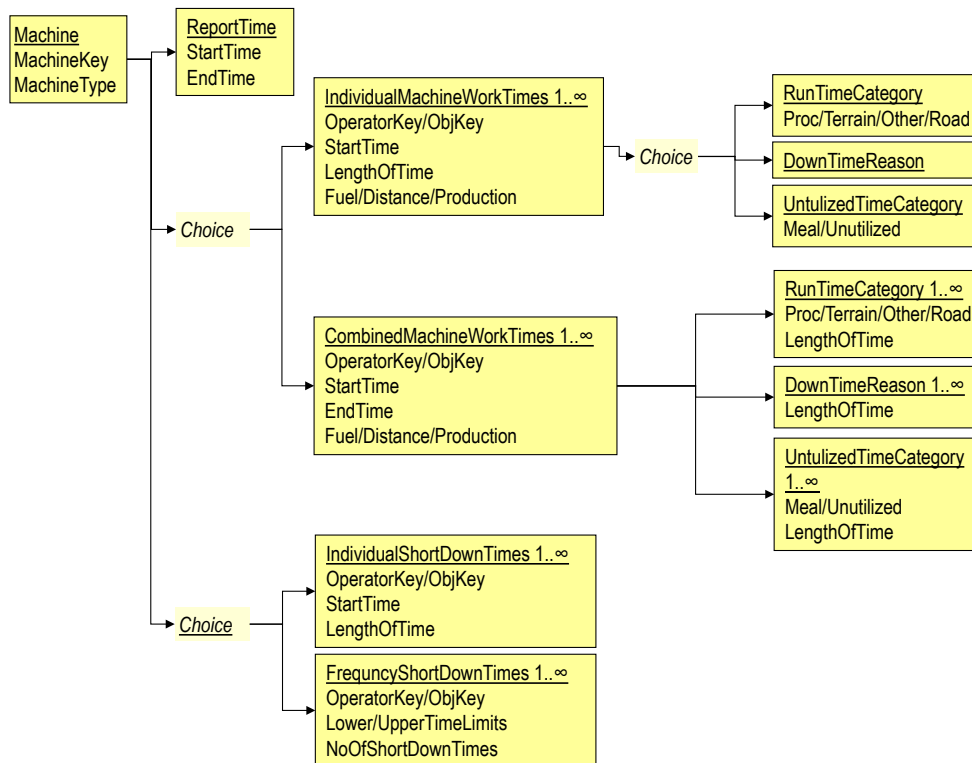 Machine
MachineKey
MachineType
ReportTime
StartTime
EndTime
IndividualMachineWorkTimes 1..∞
OperatorKey/ObjKey
StartTime
LengthOfTime
Fuel/Distance/Production
Choice
RunTimeCategory
Proc/Terrain/Other/Road
DownTimeReason
UntulizedTimeCategory
Meal/Unutilized
Choice
CombinedMachineWorkTimes 1..∞
OperatorKey/ObjKey
StartTime
EndTime
Fuel/Distance/Production
RunTimeCategory 1..∞
Proc/Terrain/Other/Road
LengthOfTime
DownTimeReason 1..∞
LengthOfTime
UntulizedTimeCategory
1..∞
Meal/Unutilized
LengthOfTime
Choice
IndividualShortDownTimes 1..∞
OperatorKey/ObjKey
StartTime
LengthOfTime
FrequncyShortDownTimes 1..∞
OperatorKey/ObjKey
Lower/UpperTimeLimits
NoOfShortDownTimes